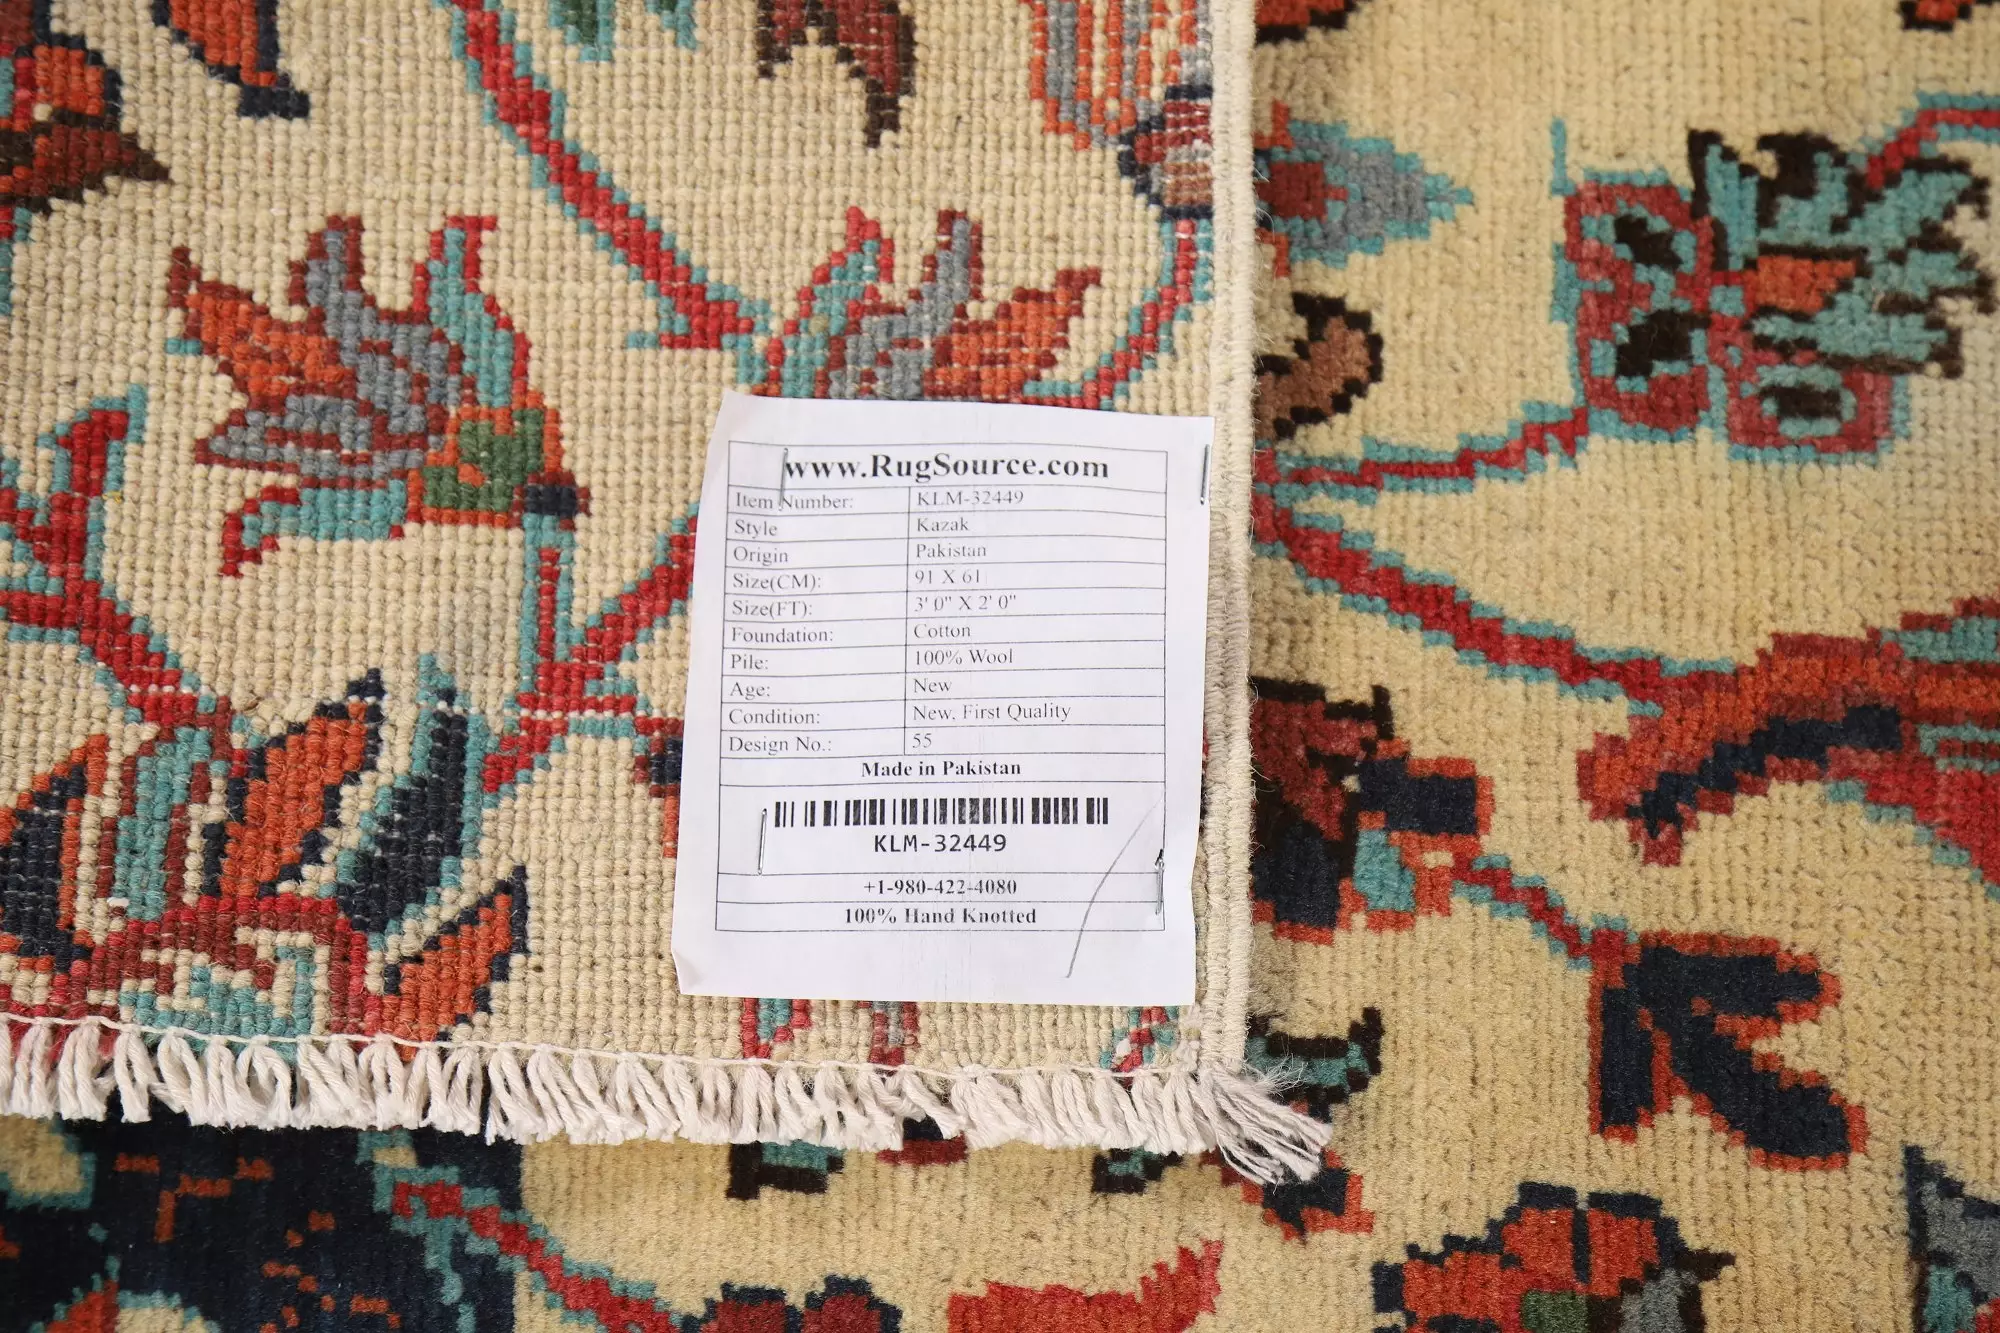 www.RugSource.com
Item Number: KLM-32449
Style Kazak
Origin Pakistan
Size(CM): 91 X 61
Size(FT): 3' 0" X 2' 0"
Foundation: Cotton
Pile: 100% Wool
Age: New
Condition: New, First Quality
Design No.: 55
Made in Pakistan
KLM-32449
+1-980-422-4080
100% Hand Knotted